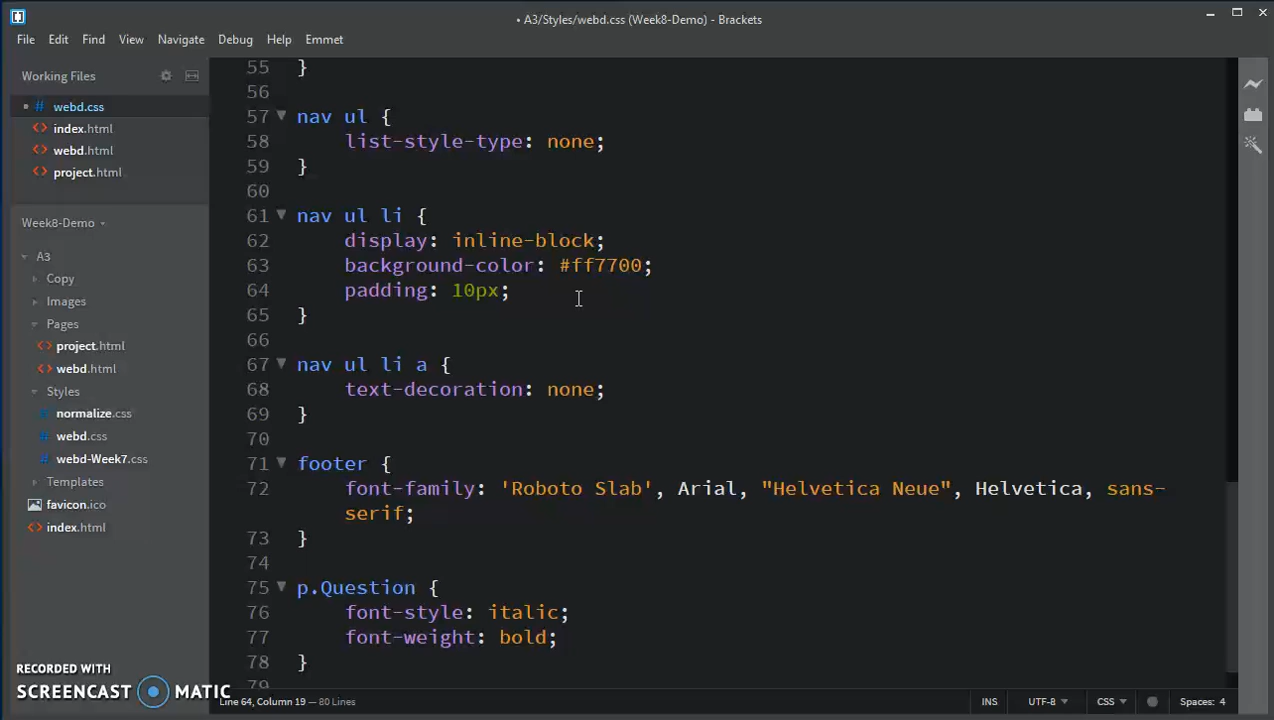 • A3/Styles/webd.css (Week8-Demo) - Brackets
File Edit Find View Navigate Debug Help Emmet
Working Files
# webd.css
<> index.html
<> webd.html
<> project.html
Week8-Demo
A3
Copy
Images
Pages
<> project.html
<> webd.html
Styles
# normalize.css
# webd.css
# webd-Week7.css
Templates
favicon.ico
<> index.html
RECORDED WITH
SCREENCAST MATIC
55 }
56
57 nav ul {
58 list-style-type: none;
59 }
60
61 nav ul li {
62 display: inline-block;
63 background-color: #ff7700;
64 padding: 10px;
65 }
66
67 nav ul li a {
68 text-decoration: none;
69 }
70
71 footer {
72 font-family: 'Roboto Slab', Arial, "Helvetica Neue", Helvetica, sans-
serif;
73 }
74
75 p.Question {
76 font-style: italic;
77 font-weight: bold;
78 }
79
Line 64, Column 19 — 80 Lines
INS UTF-8 CSS Spaces: 4